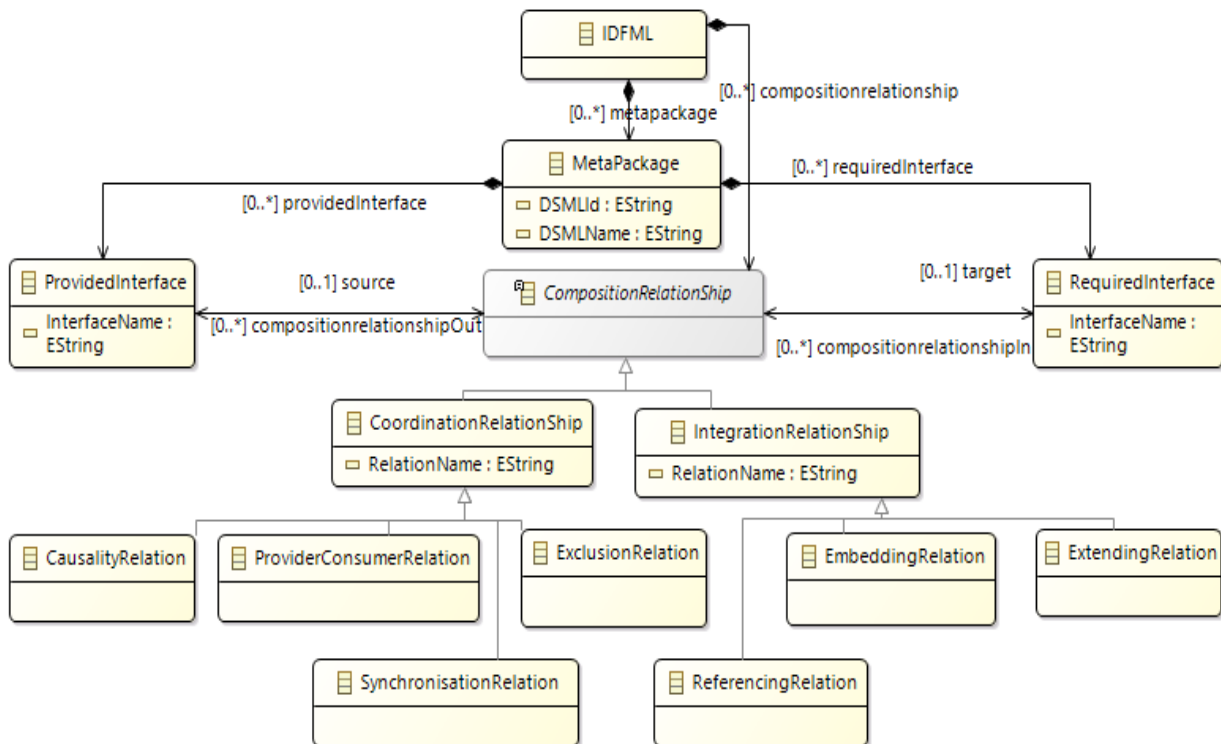 IDFML
[0..*] compositionrelationship
[0..*] metapackage
MetaPackage
[0..*] requiredInterface
DSMLId : EString
[0..*] providedInterface
DSMLName : EString
ProvidedInterface
[0..1] source
CompositionRelationShip
[0..1] target
RequiredInterface
InterfaceName :
EString
[0..*] compositionrelationshipOut
[0..*] compositionrelationshipIn
InterfaceName :
EString
CoordinationRelationShip
IntegrationRelationShip
RelationName : EString
RelationName : EString
CausalityRelation
ProviderConsumerRelation
ExclusionRelation
EmbeddingRelation
ExtendingRelation
SynchronisationRelation
ReferencingRelation